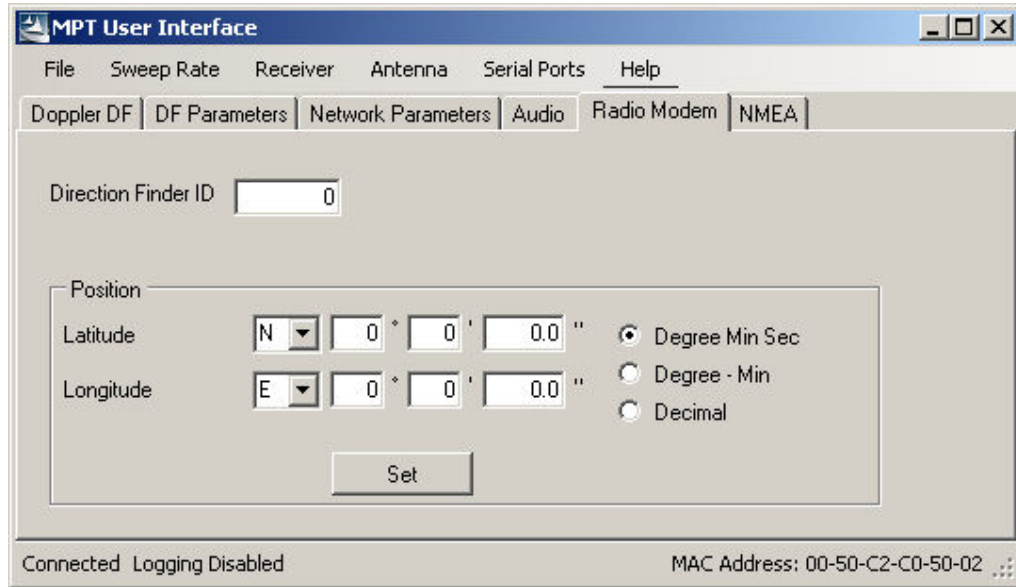 MPT User Interface
File Sweep Rate Receiver Antenna Serial Ports Help
Doppler DF DF Parameters Network Parameters Audio Radio Modem NMEA
Direction Finder ID 0
Position
Latitude N 0 ° 0 ' 0.0 " Degree Min Sec
Longitude E 0 ° 0 ' 0.0 " Degree - Min
Decimal
Set
Connected Logging Disabled MAC Address: 00-50-C2-C0-50-02